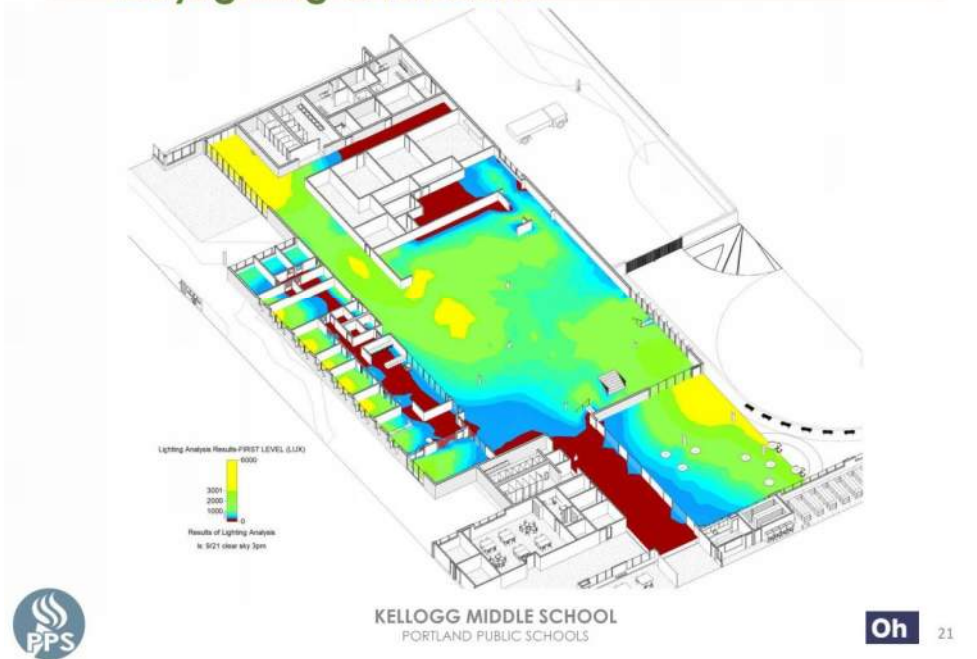 Lighting Analysis Results-FIRST LEVEL (LUX)
6000
3001
2000
1000
0
Results of Lighting Analysis
ls: 9/21 clear sky 3pm
PPS
KELLOGG MIDDLE SCHOOL
PORTLAND PUBLIC SCHOOLS
Oh
21